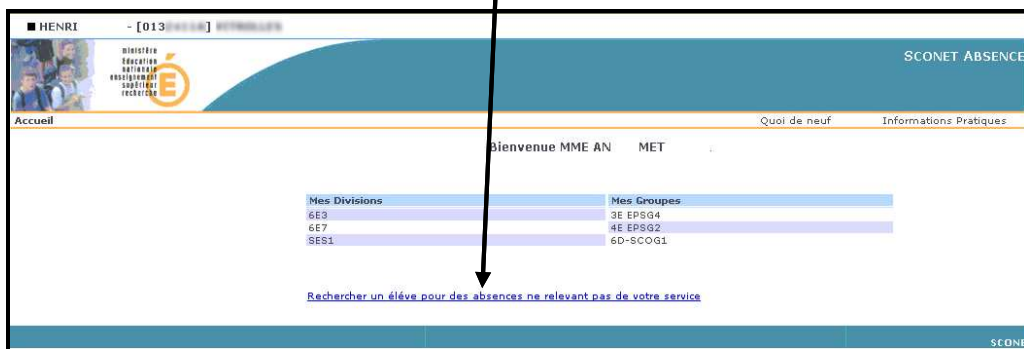 HENRI - [013 ]
ministère
éducation
nationale
enseignement
supérieur
recherche
SCONET ABSENCE
Accueil Quoi de neuf Informations Pratiques
Bienvenue MME AN MET .
Mes Divisions Mes Groupes
6E3 3E EPSG4
6E7 4E EPSG2
SES1 6D-SCOG1
Rechercher un éléve pour des absences ne relevant pas de votre service
SCONE